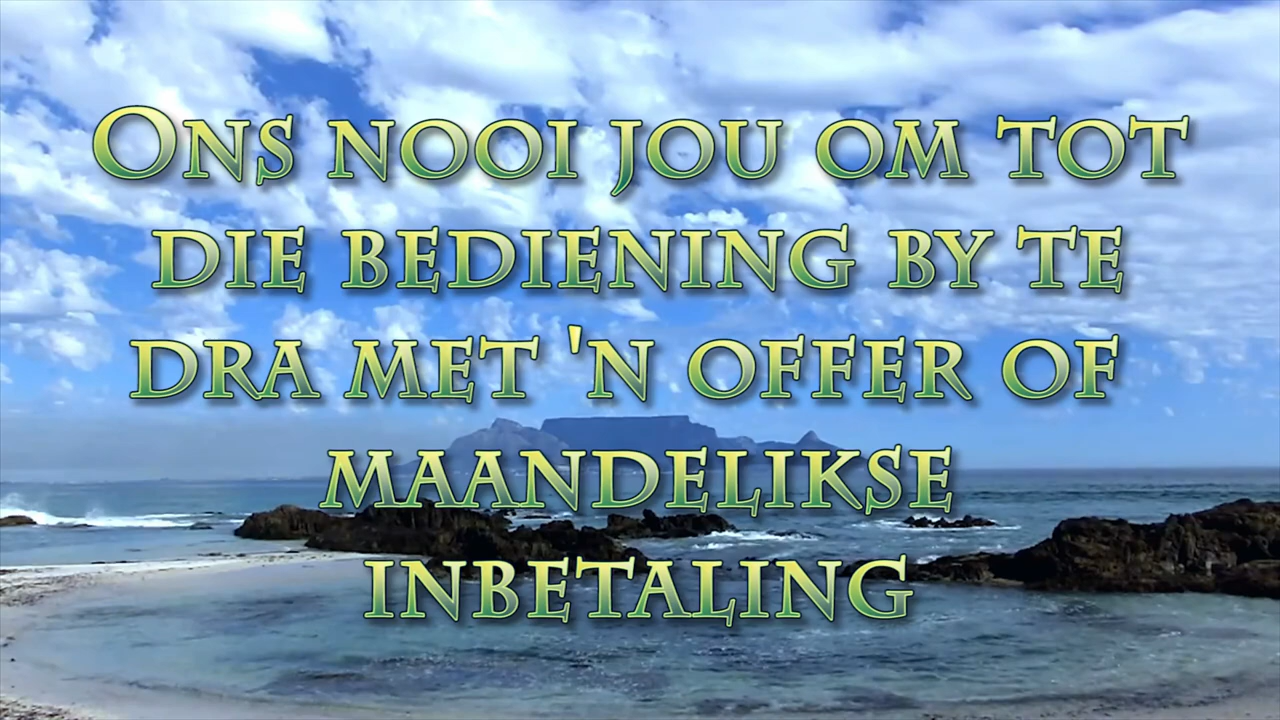 Ons nooi jou om tot
die bediening by te
dra met 'n offer of
maandelikse
inbetaling